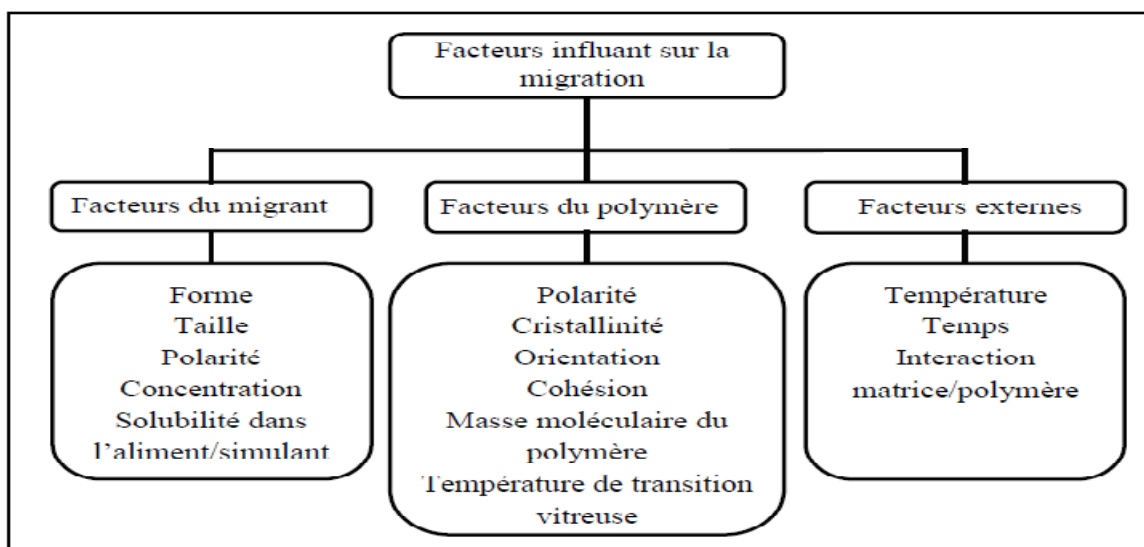 Facteurs influant sur la
migration
Facteurs du migrant
Facteurs du polymère
Facteurs externes
Forme
Taille
Polarité
Concentration
Solubilité dans
l'aliment/simulant
Polarité
Cristallinité
Orientation
Cohésion
Masse moléculaire du
polymère
Température de transition
vitreuse
Température
Temps
Interaction
matrice/polymère